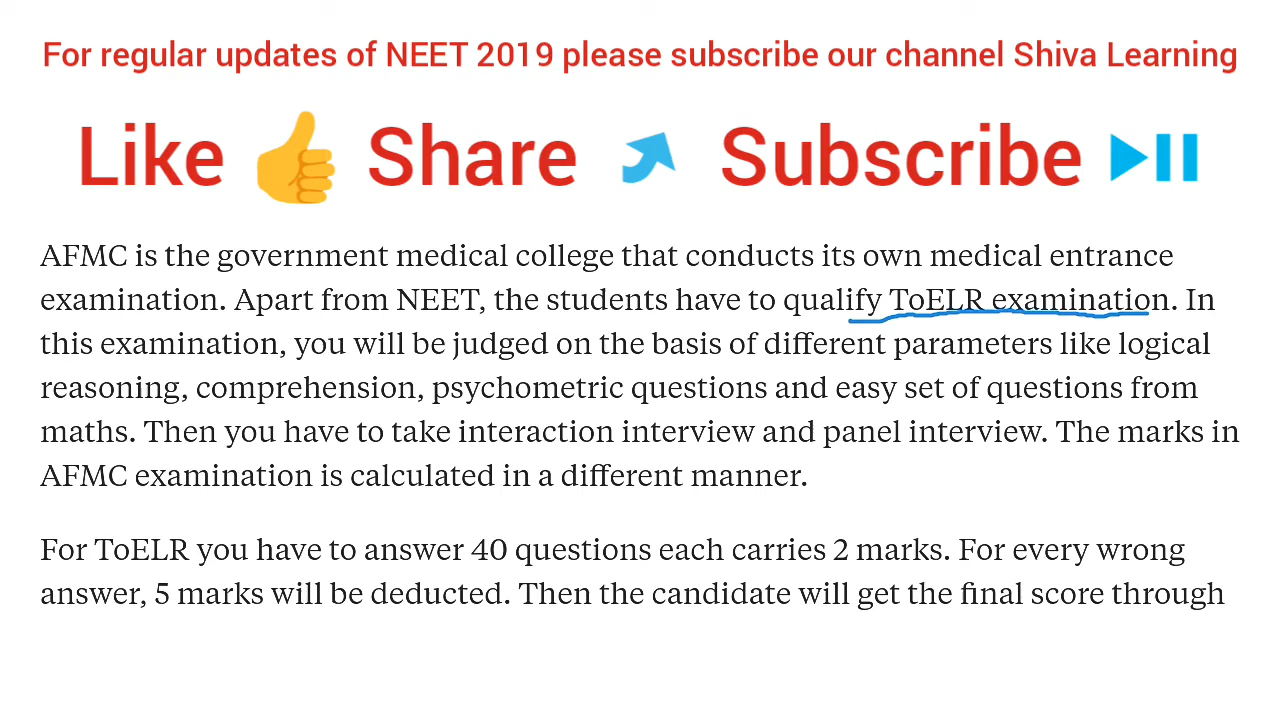 For regular updates of NEET 2019 please subscribe our channel Shiva Learning
Like 👍 Share Subscribe
AFMC is the government medical college that conducts its own medical entrance
examination. Apart from NEET, the students have to qualify ToELR examination. In
this examination, you will be judged on the basis of different parameters like logical
reasoning, comprehension, psychometric questions and easy set of questions from
maths. Then you have to take interaction interview and panel interview. The marks in
AFMC examination is calculated in a different manner.
For ToELR you have to answer 40 questions each carries 2 marks. For every wrong
answer, 5 marks will be deducted. Then the candidate will get the final score through